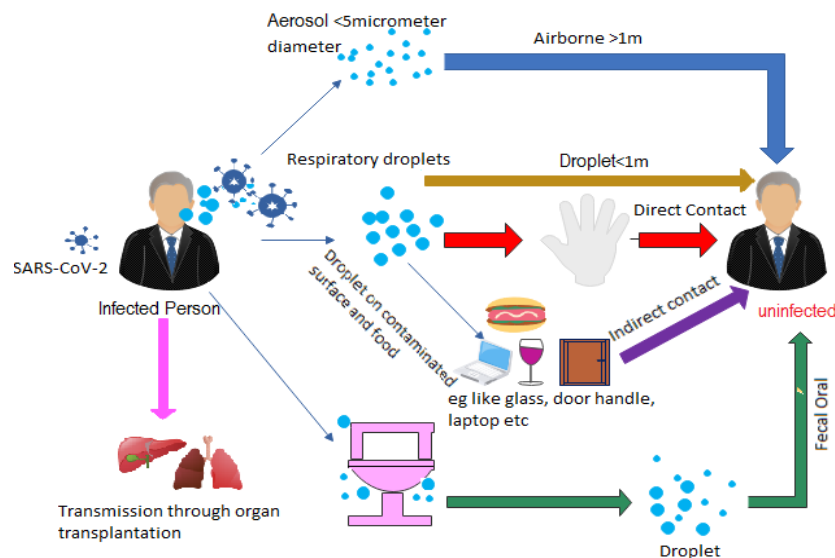 Aerosol <5micrometer
diameter
Airborne >1m
Respiratory droplets
Droplet<1m
Direct Contact
SARS-CoV-2
Infected Person
uninfected
Droplet on contaminated
surface and food
Indirect contact
eg like glass, door handle,
laptop etc
Fecal Oral
Transmission through organ
transplantation
Droplet